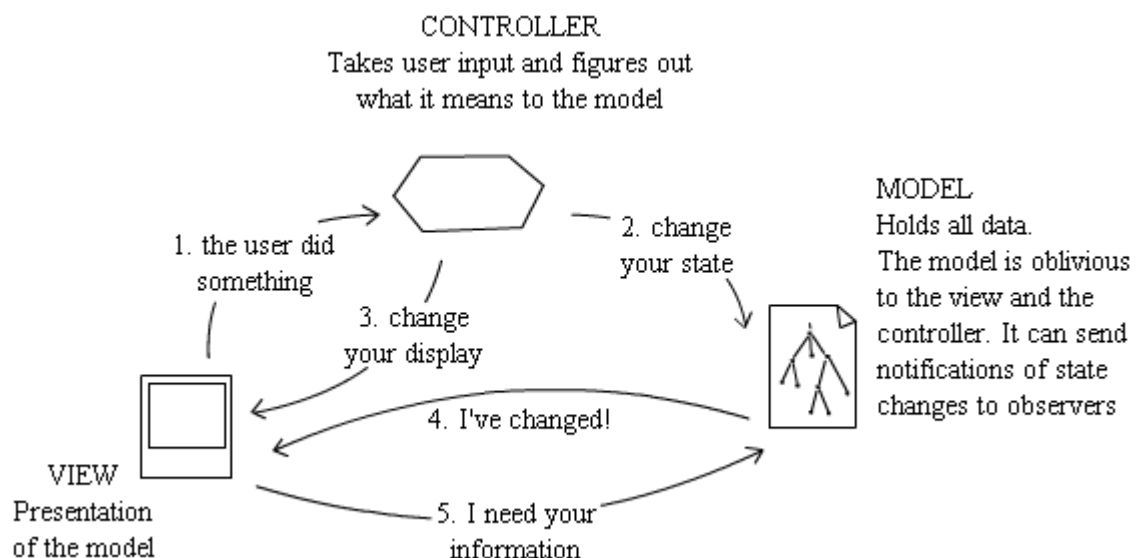 CONTROLLER
Takes user input and figures out
what it means to the model
1. the user did
something
2. change
your state
MODEL
Holds all data.
The model is oblivious
to the view and the
controller. It can send
notifications of state
changes to observers
3. change
your display
4. I've changed!
VIEW
Presentation
of the model
5. I need your
information